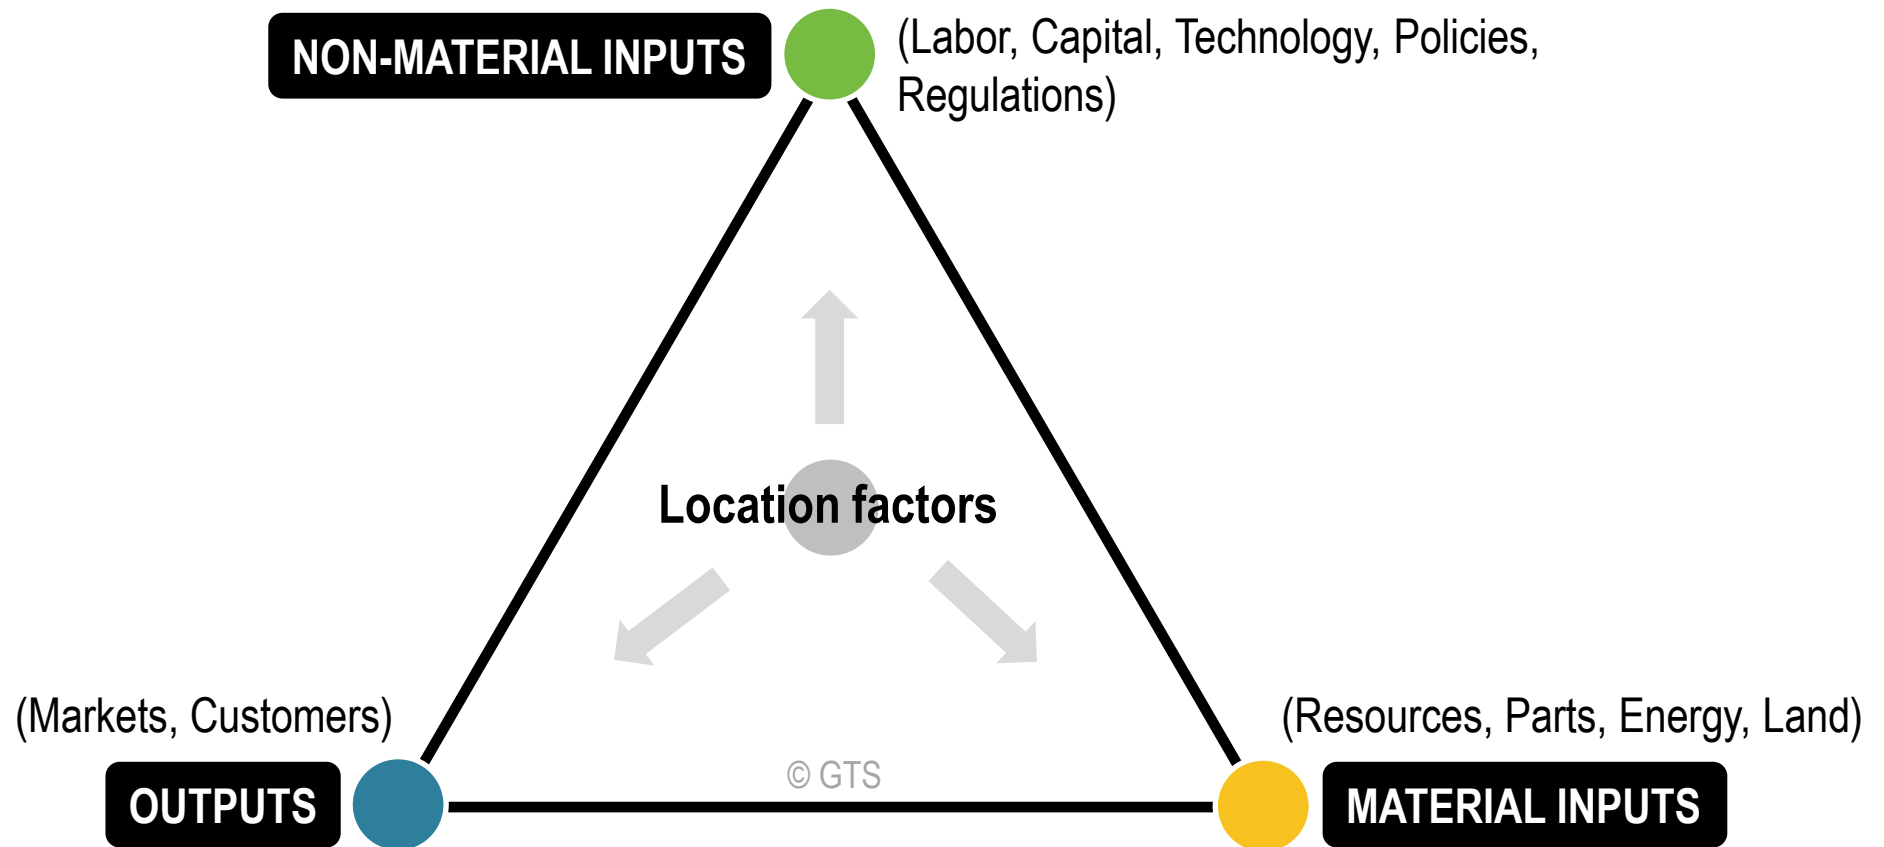 NON-MATERIAL INPUTS
(Labor, Capital, Technology, Policies,
Regulations)
Location factors
(Markets, Customers)
(Resources, Parts, Energy, Land)
© GTS
OUTPUTS
MATERIAL INPUTS